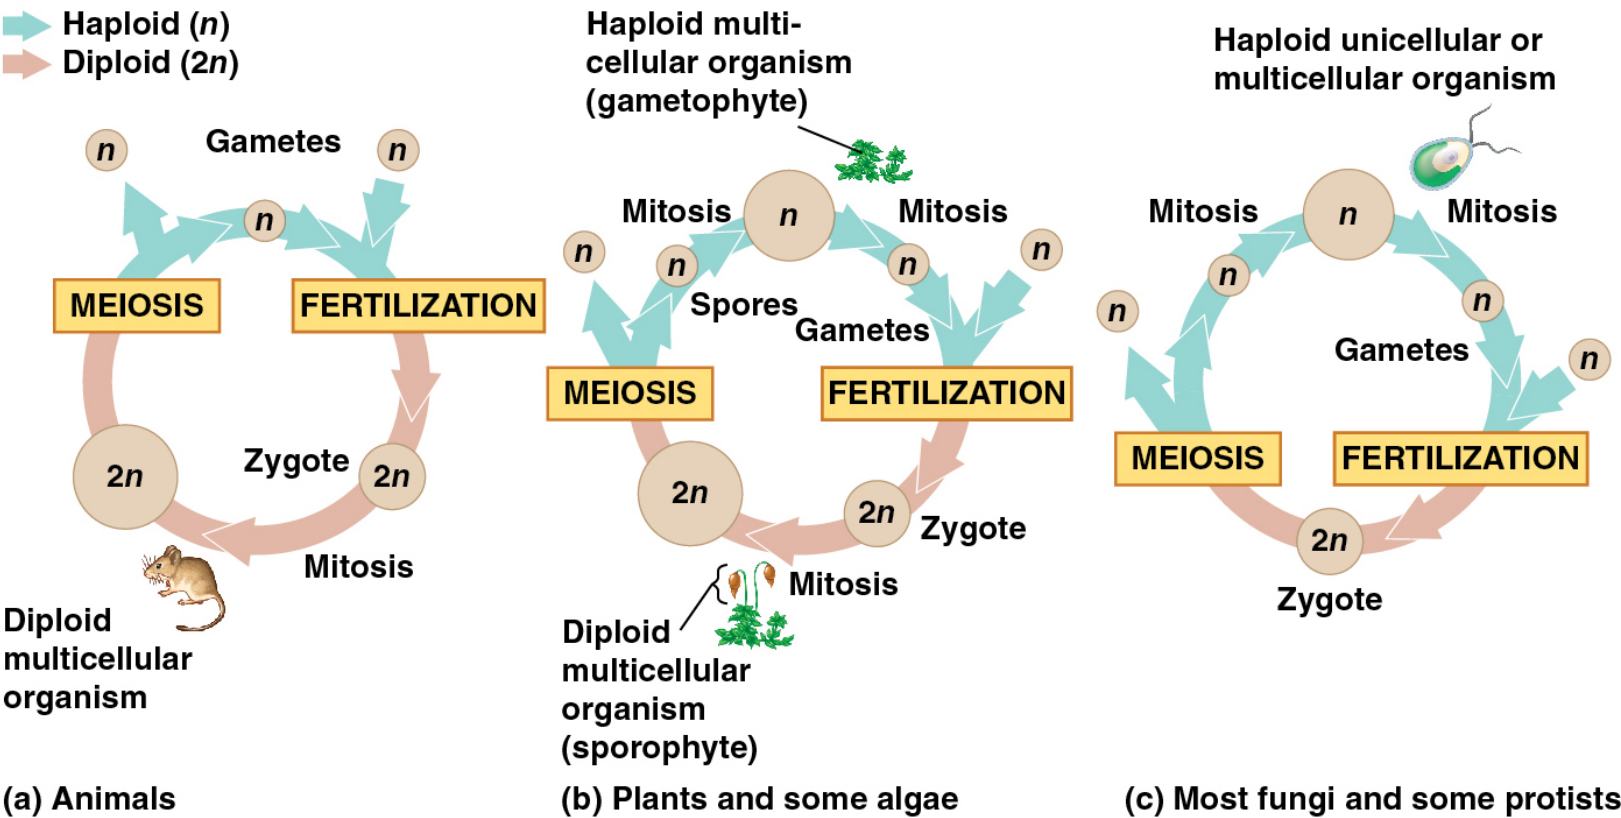 Haploid (n)
Diploid (2n)
n
Gametes
n
n
MEIOSIS
FERTILIZATION
2n
Zygote
2n
Mitosis
Diploid
multicellular
organism
(a) Animals
Haploid multi-
cellular organism
(gametophyte)
Mitosis
n
Mitosis
n
n
n
n
Spores
Gametes
MEIOSIS
FERTILIZATION
2n
2n
Zygote
Mitosis
Diploid
multicellular
organism
(sporophyte)
(b) Plants and some algae
Haploid unicellular or
multicellular organism
Mitosis
n
Mitosis
n
n
n
Gametes
n
MEIOSIS
FERTILIZATION
2n
Zygote
(c) Most fungi and some protists